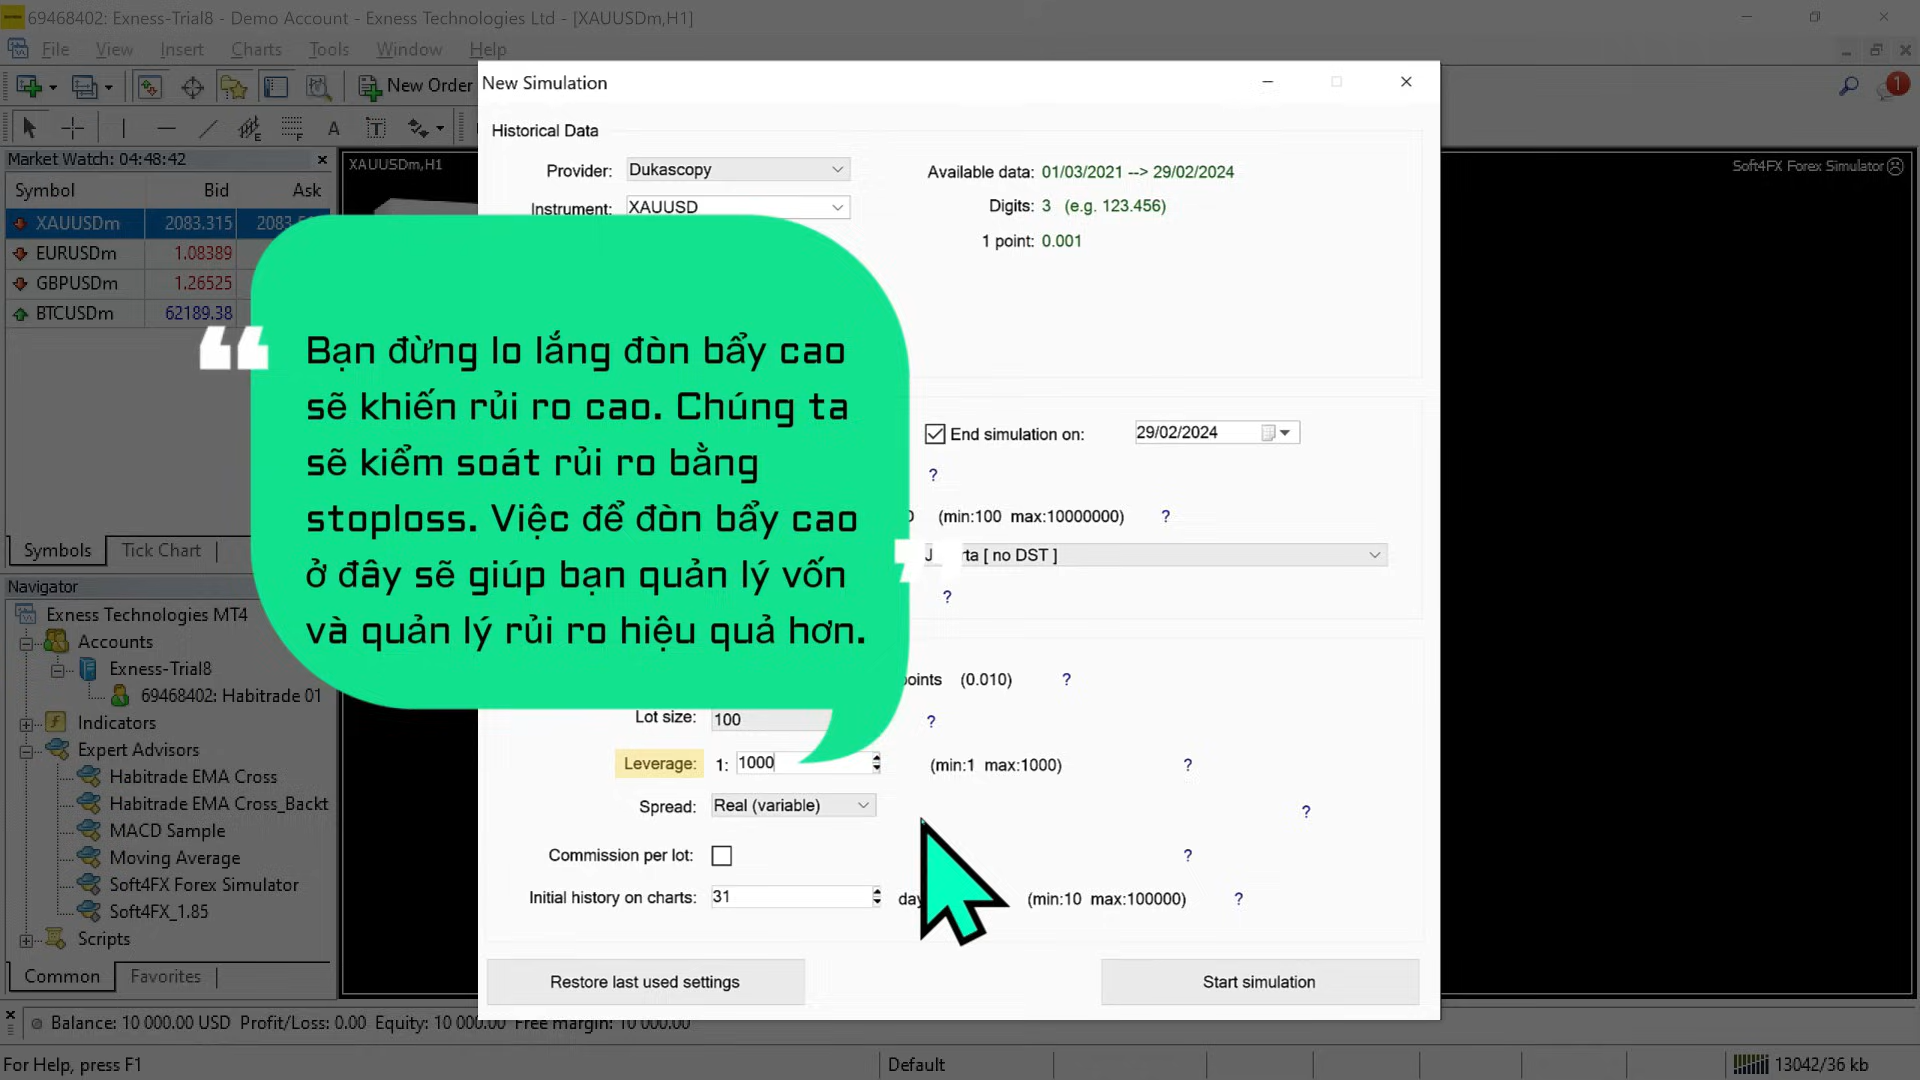 69468402: Exness-Trial8 - Demo Account - Exness Technologies Ltd - [XAUUSDm,H1]
File View Insert Charts Tools Window Help
New Order
1
Market Watch: 04:48:42
Symbol Bid Ask
XAUUSDm 2083.315
EURUSDm 1.08389
GBPUSDm 1.26525
BTCUSDm 62189.38
Symbols Tick Chart
Navigator
Exness Technologies MT4
Accounts
Exness-Trial8
69468402: Habitrade 01
Indicators
Expert Advisors
Habitrade EMA Cross
Habitrade EMA Cross_Backt
MACD Sample
Moving Average
Soft4FX Forex Simulator
Soft4FX_1.85
Scripts
Common Favorites
XAUUSDm,H1
Soft4FX Forex Simulator
New Simulation
Historical Data
Provider: Dukascopy
Available data: 01/03/2021 --> 29/02/2024
Instrument: XAUUSD
Digits: 3 (e.g. 123.456)
1 point: 0.001
“
Bạn đừng lo lắng đòn bẩy cao
sẽ khiến rủi ro cao. Chúng ta
sẽ kiểm soát rủi ro bằng
stoploss. Việc để đòn bẩy cao
ở đây sẽ giúp bạn quản lý vốn
và quản lý rủi ro hiệu quả hơn.
”
End simulation on: 29/02/2024
?
(min:100 max:10000000) ?
[ no DST ]
?
points (0.010) ?
Lot size: 100 ?
Leverage: 1: 1000 (min:1 max:1000) ?
Spread: Real (variable) ?
Commission per lot: ?
Initial history on charts: 31 (min:10 max:100000) ?
Restore last used settings Start simulation
Balance: 10 000.00 USD Profit/Loss: 0.00 Equity: 10 000.00 Free margin: 10 000.00
For Help, press F1 Default 13042/36 kb